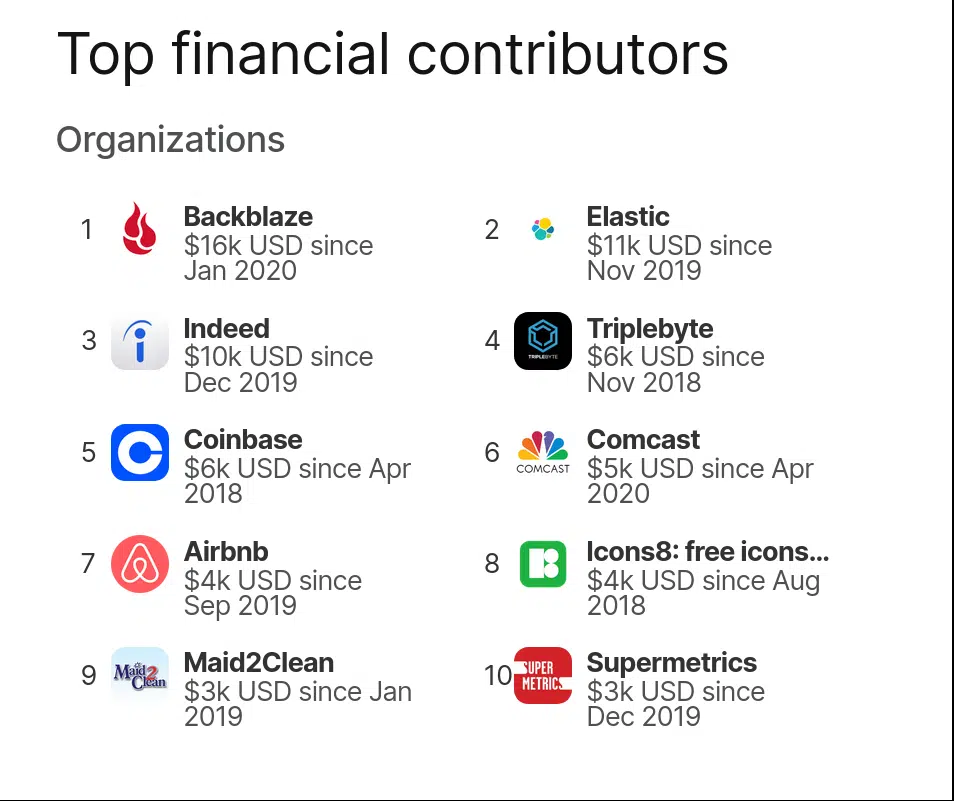 Top financial contributors
Organizations
1
Backblaze
$16k USD since
Jan 2020
2
Elastic
$11k USD since
Nov 2019
3
Indeed
$10k USD since
Dec 2019
4
TRIPLEBYTE
Triplebyte
$6k USD since
Nov 2018
5
Coinbase
$6k USD since Apr
2018
6
COMCAST
Comcast
$5k USD since Apr
2020
7
Airbnb
$4k USD since
Sep 2019
8
Icons8: free icons...
$4k USD since Aug
2018
9
Maid2
Clean
Maid2Clean
$3k USD since Jan
2019
10
SUPER
METRICS
Supermetrics
$3k USD since
Dec 2019